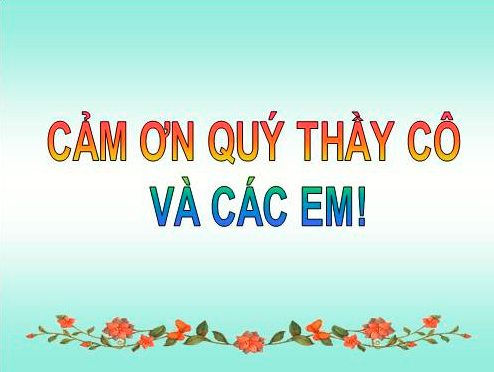 CẢM ƠN QUÝ THẦY CÔ
VÀ CÁC EM!